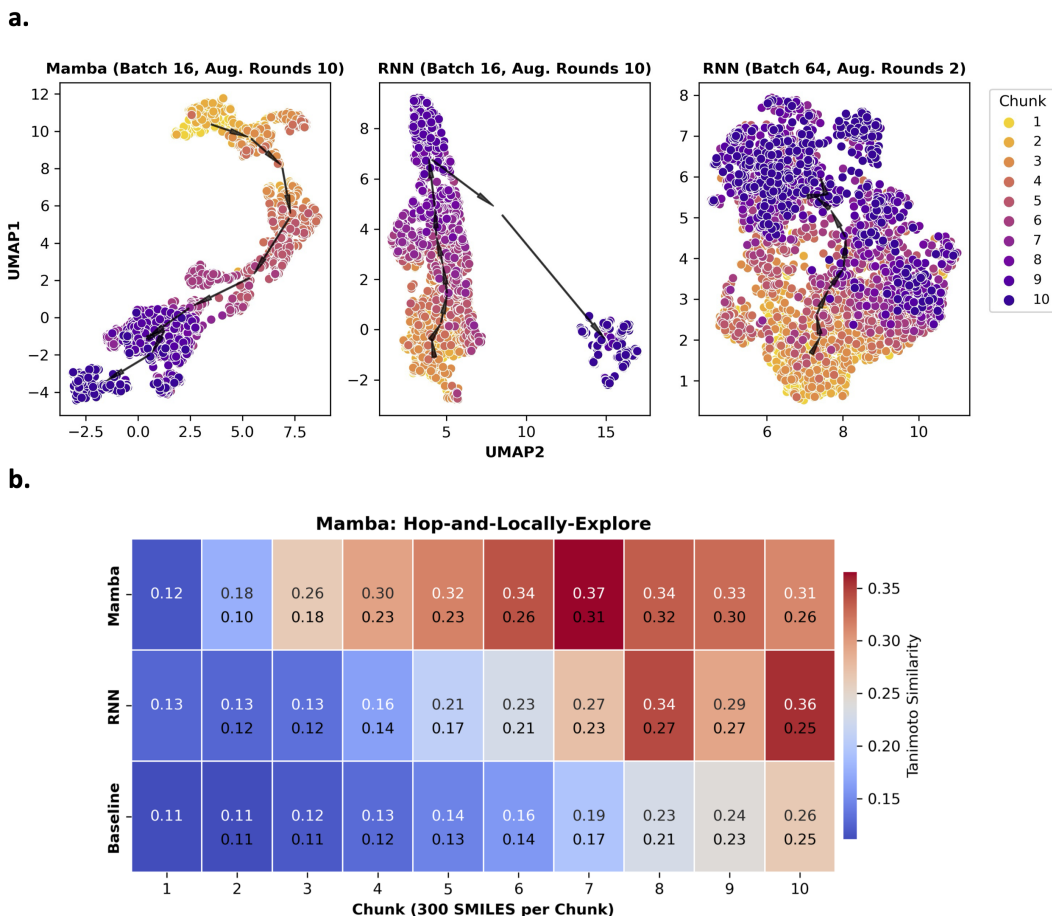 a.
Mamba (Batch 16, Aug. Rounds 10)
RNN (Batch 16, Aug. Rounds 10)
RNN (Batch 64, Aug. Rounds 2)
UMAP1
12
10
8
6
4
2
0
−2
−4
−2.5 0.0 2.5 5.0 7.5
8
6
4
2
0
−2
5 10 15
UMAP2
8
7
6
5
4
3
2
1
6 8 10
Chunk
1
2
3
4
5
6
7
8
9
10
b.
Mamba: Hop-and-Locally-Explore
Mamba
0.12 0.18 0.26 0.30 0.32 0.34 0.37 0.34 0.33 0.31
0.10 0.18 0.23 0.23 0.26 0.31 0.32 0.30 0.26
RNN
0.13 0.13 0.13 0.16 0.21 0.23 0.27 0.34 0.29 0.36
0.12 0.12 0.14 0.17 0.21 0.23 0.27 0.27 0.25
Baseline
0.11 0.11 0.12 0.13 0.14 0.16 0.19 0.23 0.24 0.26
0.11 0.11 0.12 0.13 0.14 0.17 0.21 0.23 0.25
1 2 3 4 5 6 7 8 9 10
Chunk (300 SMILES per Chunk)
0.35
0.30
0.25
0.20
0.15
Tanimoto Similarity